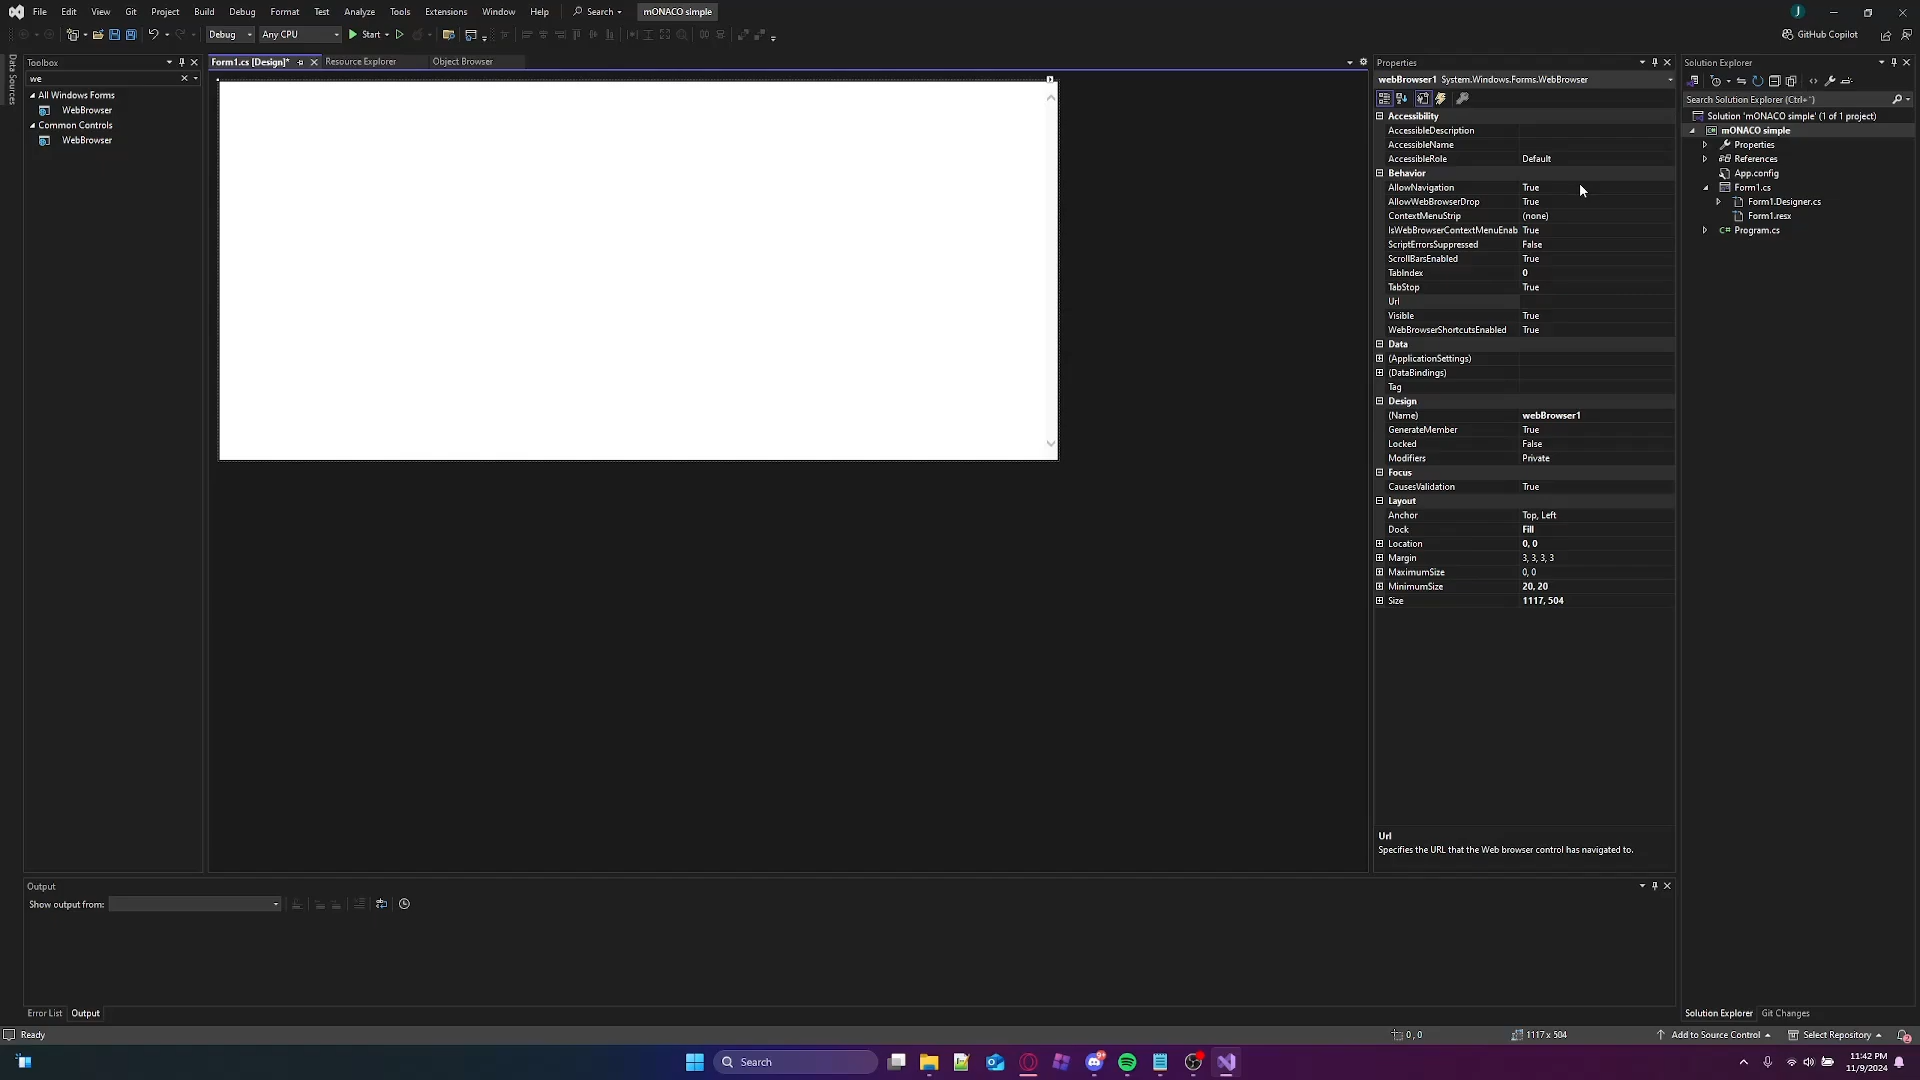 File Edit View Git Project Build Debug Format Test Analyze Tools Extensions Window Help Search mONACO simple J
Debug Any CPU Start GitHub Copilot
Data Sources
Toolbox
we
All Windows Forms
WebBrowser
Common Controls
WebBrowser
Form1.cs [Design]* Resource Explorer Object Browser
Properties
webBrowser1 System.Windows.Forms.WebBrowser
Accessibility
AccessibleDescription
AccessibleName
AccessibleRole Default
Behavior
AllowNavigation True
AllowWebBrowserDrop True
ContextMenuStrip (none)
IsWebBrowserContextMenuEnab True
ScriptErrorsSuppressed False
ScrollBarsEnabled True
TabIndex 0
TabStop True
Url
Visible True
WebBrowserShortcutsEnabled True
Data
(ApplicationSettings)
(DataBindings)
Tag
Design
(Name) webBrowser1
GenerateMember True
Locked False
Modifiers Private
Focus
CausesValidation True
Layout
Anchor Top, Left
Dock Fill
Location 0, 0
Margin 3, 3, 3, 3
MaximumSize 0, 0
MinimumSize 20, 20
Size 1117, 504
Url
Specifies the URL that the Web browser control has navigated to.
Solution Explorer
Search Solution Explorer (Ctrl+")
Solution 'mONACO simple' (1 of 1 project)
mONACO simple
Properties
References
App.config
Form1.cs
Form1.Designer.cs
Form1.resx
C# Program.cs
Output
Show output from:
Error List Output
Solution Explorer Git Changes
Ready 0 , 0 1117 x 504 Add to Source Control Select Repository 2
Search 11:42 PM
11/9/2024